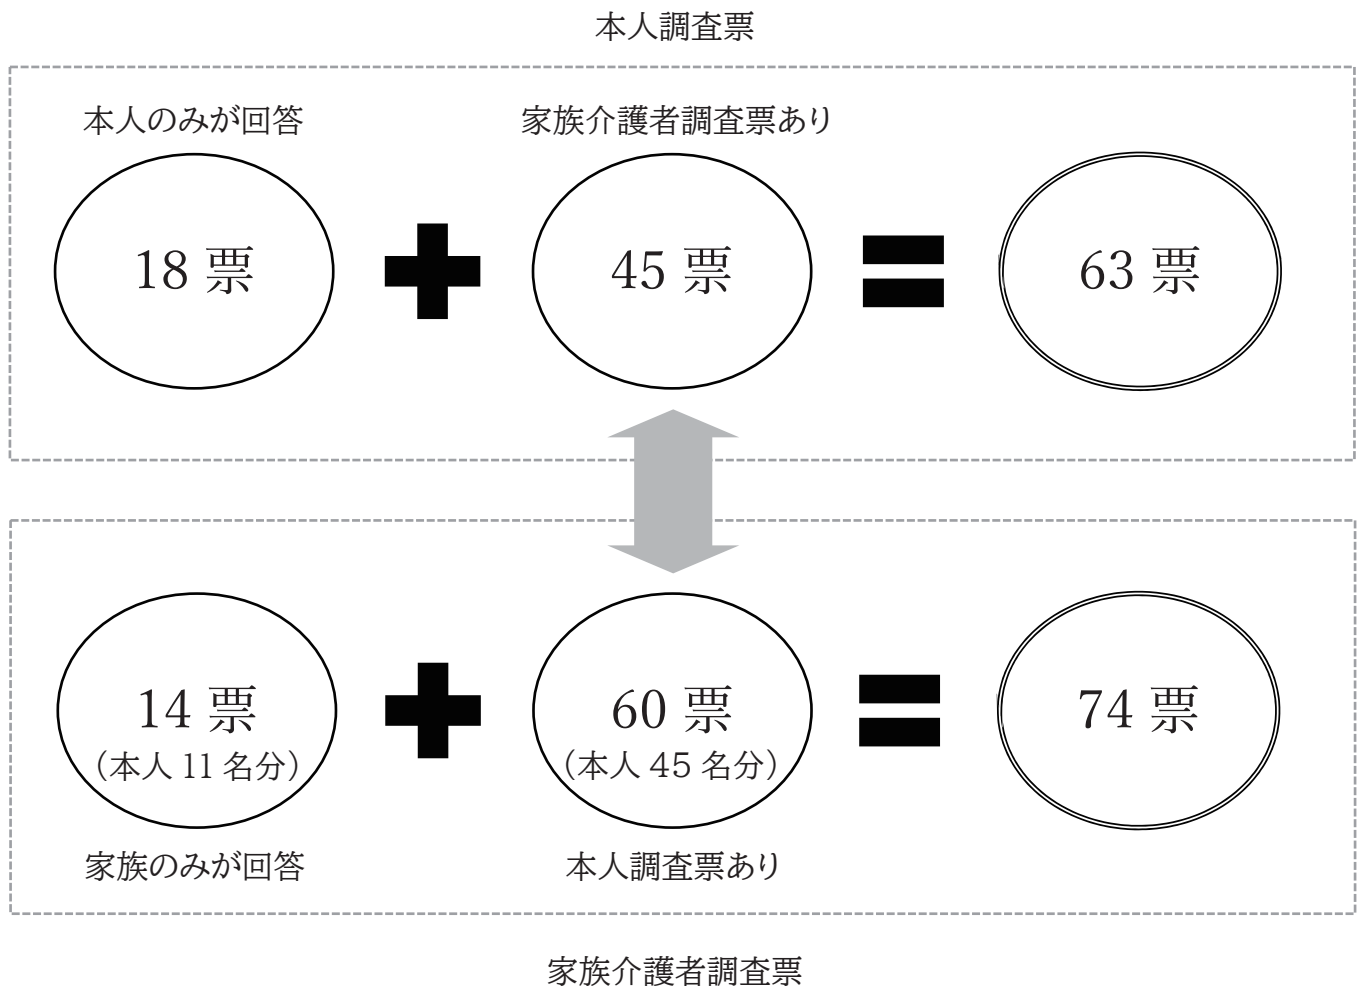 本人調査票
本人のみが回答
家族介護者調査票あり
18 票
45 票
63 票
14 票
(本人 11 名分)
60 票
(本人 45 名分)
74 票
家族のみが回答
本人調査票あり
家族介護者調査票